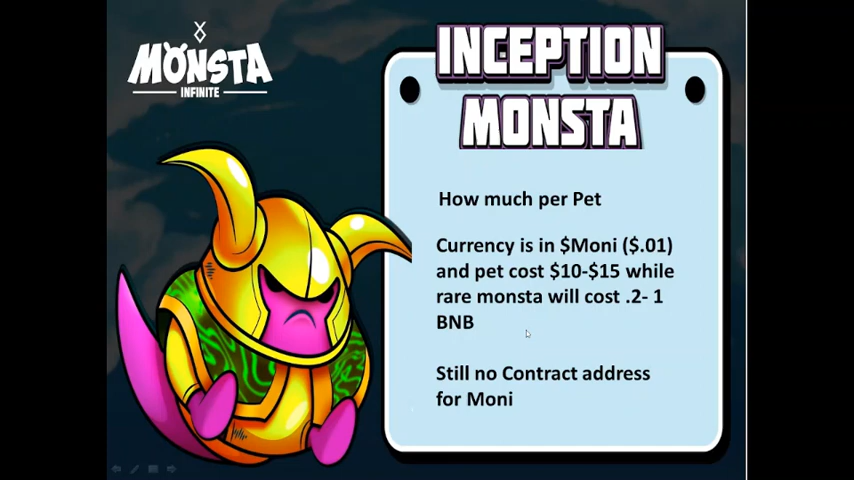 MONSTA
INFINITE
INCEPTION
MONSTA
How much per Pet
Currency is in $Moni ($.01)
and pet cost $10-$15 while
rare monsta will cost .2- 1
BNB
Still no Contract address
for Moni